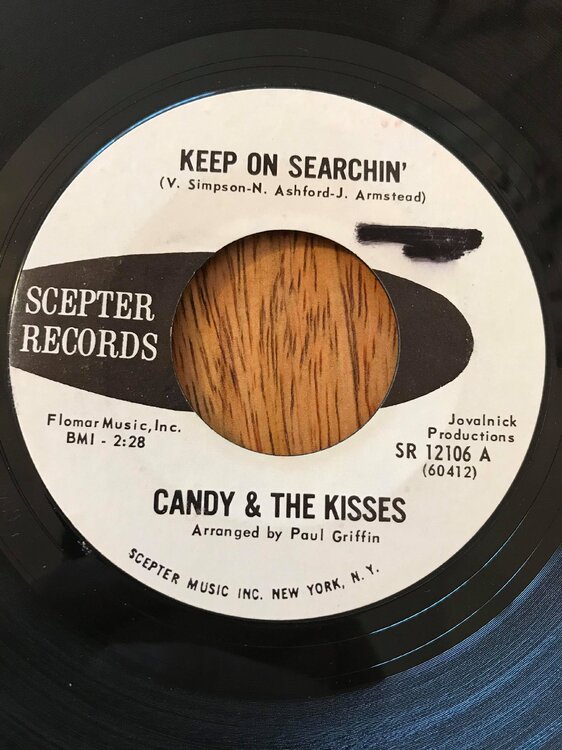 KEEP ON SEARCHIN'
(V. Simpson-N. Ashford-J. Armstead)
SCEPTER
RECORDS
Flomar Music, Inc.
BMI - 2:28
Jovalnick
Productions
SR 12106 A
(60412)
CANDY & THE KISSES
Arranged by Paul Griffin
SCEPTER MUSIC INC. NEW YORK, N.Y.